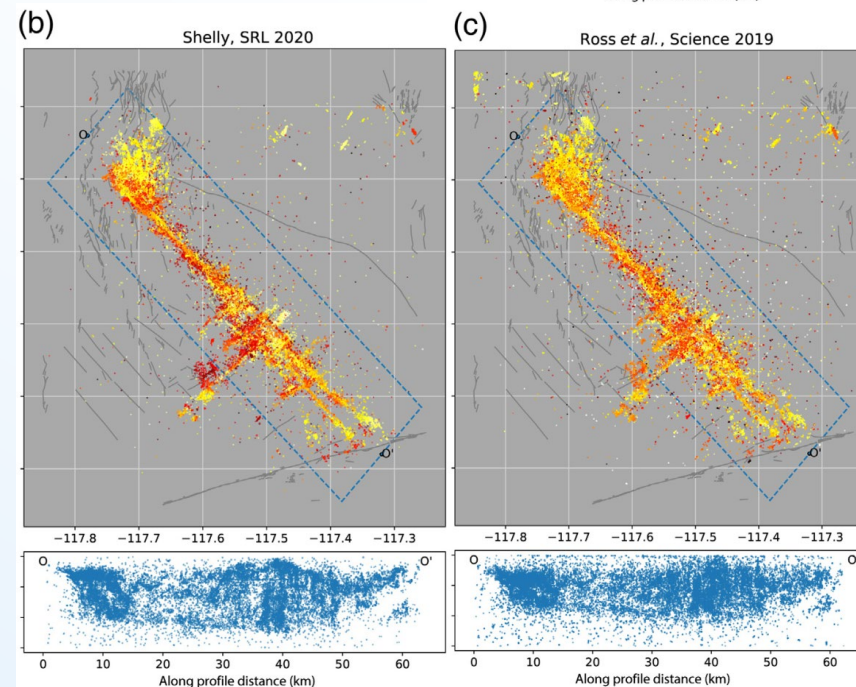 (b)
Shelly, SRL 2020
O
O'
−117.8 −117.7 −117.6 −117.5 −117.4 −117.3
O O'
0 10 20 30 40 50 60
Along profile distance (km)
(c)
Ross et al., Science 2019
O
O'
−117.8 −117.7 −117.6 −117.5 −117.4 −117.3
O O'
0 10 20 30 40 50 60
Along profile distance (km)